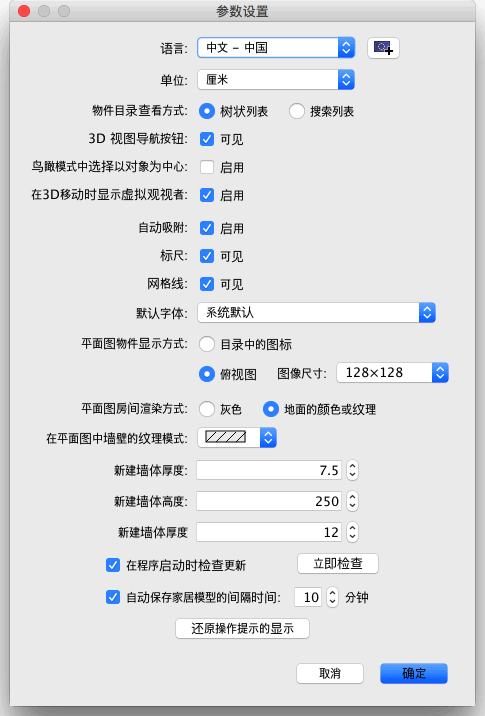 参数设置
语言: 中文 – 中国
单位: 厘米
物件目录查看方式: 树状列表 搜索列表
3D 视图导航按钮: 可见
鸟瞰模式中选择以对象为中心: 启用
在3D移动时显示虚拟观视者: 启用
自动吸附: 启用
标尺: 可见
网格线: 可见
默认字体: 系统默认
平面图物件显示方式: 目录中的图标
俯视图 图像尺寸: 128×128
平面图房间渲染方式: 灰色 地面的颜色或纹理
在平面图中墙壁的纹理模式:
新建墙体厚度: 7.5
新建墙体高度: 250
新建墙体厚度 12
在程序启动时检查更新 立即检查
自动保存家居模型的间隔时间: 10 分钟
还原操作提示的显示
取消 确定